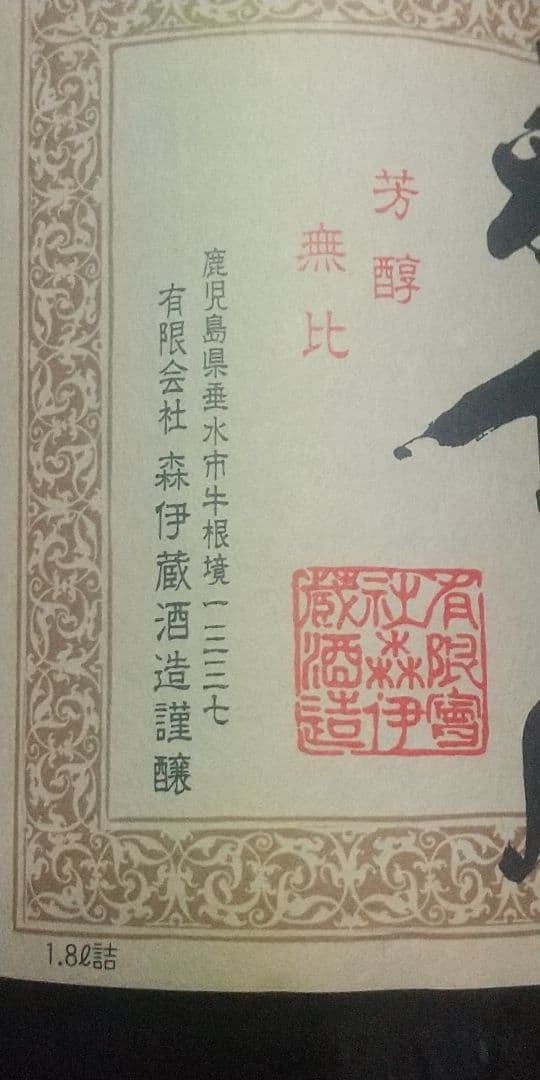 芳醇
無比
鹿児島県垂水市牛根境一二三七
有限会社 森伊蔵酒造謹醸
有限會
社森伊
蔵酒造
1.8ℓ詰